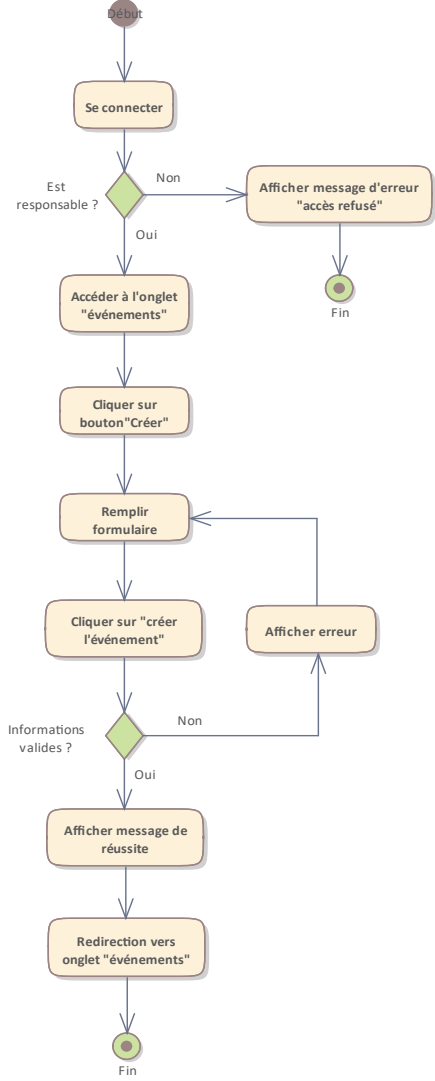 Début
Se connecter
Est
responsable ?
Non
Afficher message d'erreur
"accès refusé"
Oui
Fin
Accéder à l'onglet
"événements"
Cliquer sur
bouton"Créer"
Remplir
formulaire
Cliquer sur "créer
l'événement"
Afficher erreur
Informations
valides ?
Non
Oui
Afficher message de
réussite
Redirection vers
onglet "événements"
Fin